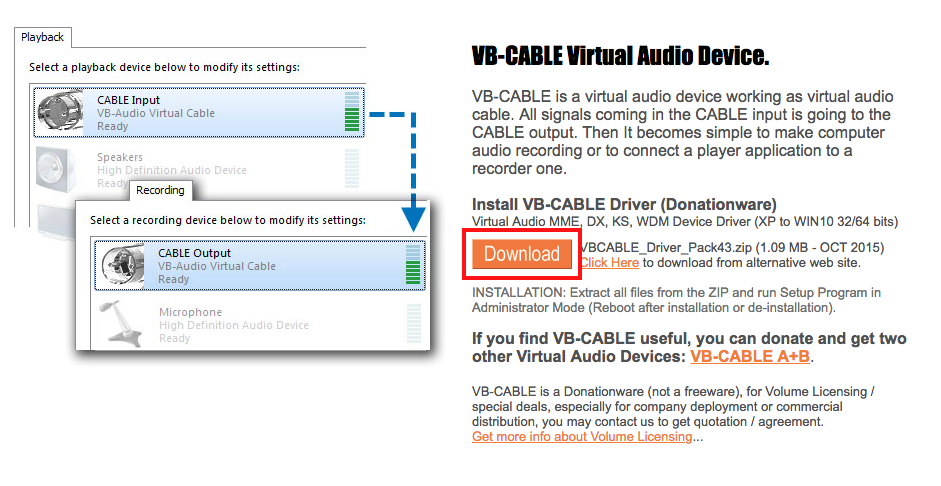 Playback
Select a playback device below to modify its settings:
CABLE Input
VB-Audio Virtual Cable
Ready
Speakers
High Definition Audio Device
Ready
Recording
Select a recording device below to modify its settings:
CABLE Output
VB-Audio Virtual Cable
Ready
Microphone
High Definition Audio Device
Ready
VB-CABLE Virtual Audio Device.
VB-CABLE is a virtual audio device working as virtual audio
cable. All signals coming in the CABLE input is going to the
CABLE output. Then It becomes simple to make computer
audio recording or to connect a player application to a
recorder one.
Install VB-CABLE Driver (Donationware)
Virtual Audio MME, DX, KS, WDM Device Driver (XP to WIN10 32/64 bits)
Download
VBCABLE_Driver_Pack43.zip (1.09 MB - OCT 2015)
Click Here to download from alternative web site.
INSTALLATION: Extract all files from the ZIP and run Setup Program in
Administrator Mode (Reboot after installation or de-installation).
If you find VB-CABLE useful, you can donate and get two
other Virtual Audio Devices: VB-CABLE A+B.
VB-CABLE is a Donationware (not a freeware), for Volume Licensing /
special deals, especially for company deployment or commercial
distribution, you may contact us to get quotation / agreement.
Get more info about Volume Licensing...